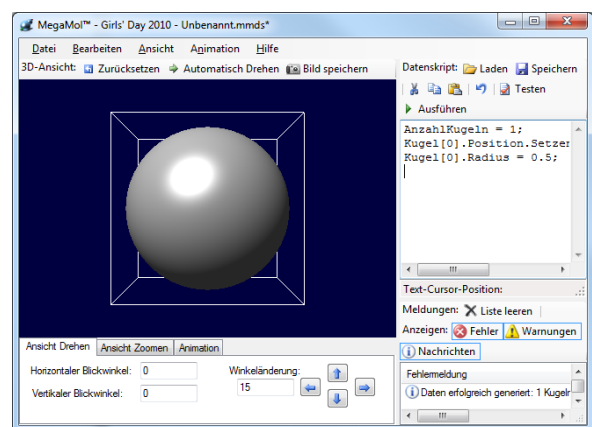 MegaMol™ - Girls' Day 2010 - Unbenannt.mmds*
Datei Bearbeiten Ansicht Animation Hilfe
3D-Ansicht: Zurücksetzen Automatisch Drehen Bild speichern
Datenskript: Laden Speichern
Testen
Ausführen
AnzahlKugeln = 1;
Kugel[0].Position.Setzen
Kugel[0].Radius = 0.5;
Text-Cursor-Position:
Meldungen: Liste leeren
Anzeigen: Fehler Warnungen
Nachrichten
Fehlermeldung
Daten erfolgreich generiert: 1 Kugeln
Ansicht Drehen Ansicht Zoomen Animation
Horizontaler Blickwinkel: 0
Vertikaler Blickwinkel: 0
Winkeländerung:
15